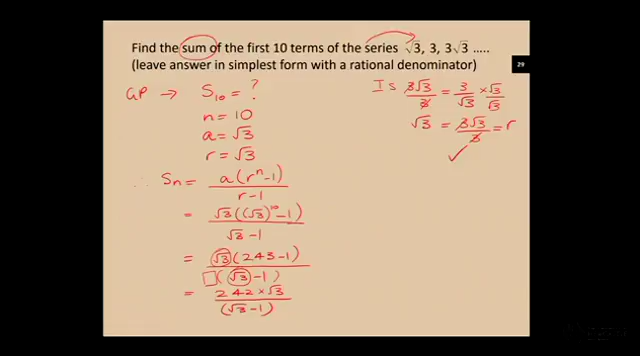 Find the sum of the first 10 terms of the series √3, 3, 3√3 .....
(leave answer in simplest form with a rational denominator)
29
GP → S₁₀ = ?
n = 10
a = √3
r = √3
∴ Sn = a(rⁿ-1) / r-1
= √3((√3)¹⁰-1) / √3-1
= √3(243-1) / (√3-1)
= 242×√3 / (√3-1)
Is 3√3/3 = 3/√3 × √3/√3
√3 = 3√3/3 = r
✓